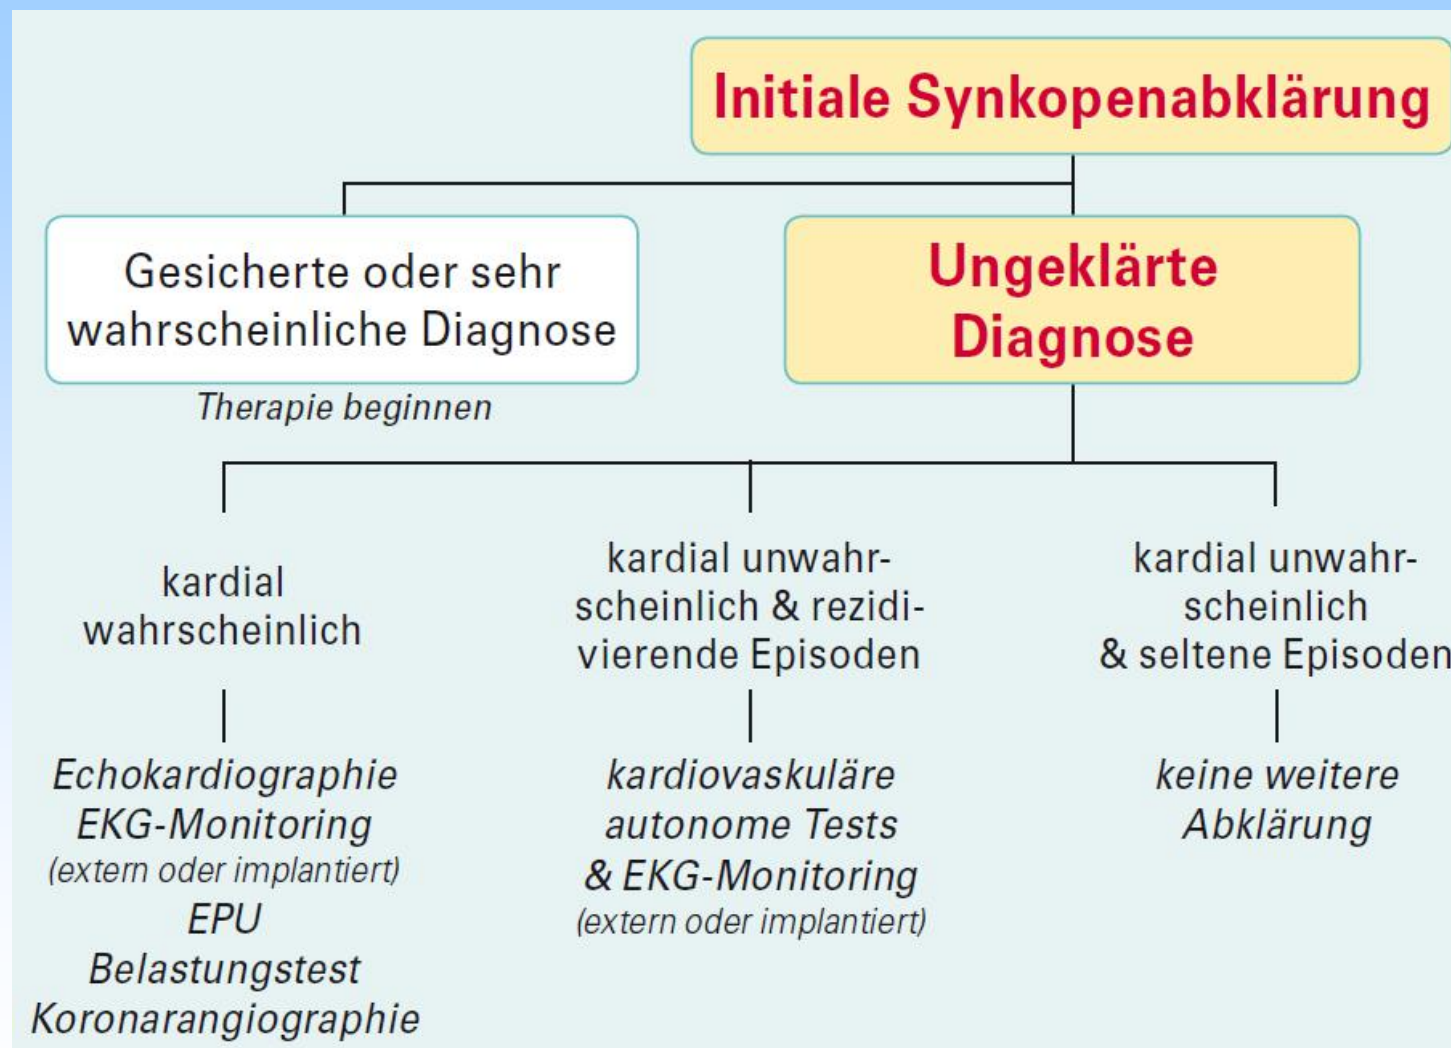 Initiale Synkopenabklärung
Gesicherte oder sehr
wahrscheinliche Diagnose
Therapie beginnen
Ungeklärte
Diagnose
kardial
wahrscheinlich
Echokardiographie
EKG-Monitoring
(extern oder implantiert)
EPU
Belastungstest
Koronarangiographie
kardial unwahr-
scheinlich & rezidi-
vierende Episoden
kardiovaskuläre
autonome Tests
& EKG-Monitoring
(extern oder implantiert)
kardial unwahr-
scheinlich
& seltene Episoden
keine weitere
Abklärung